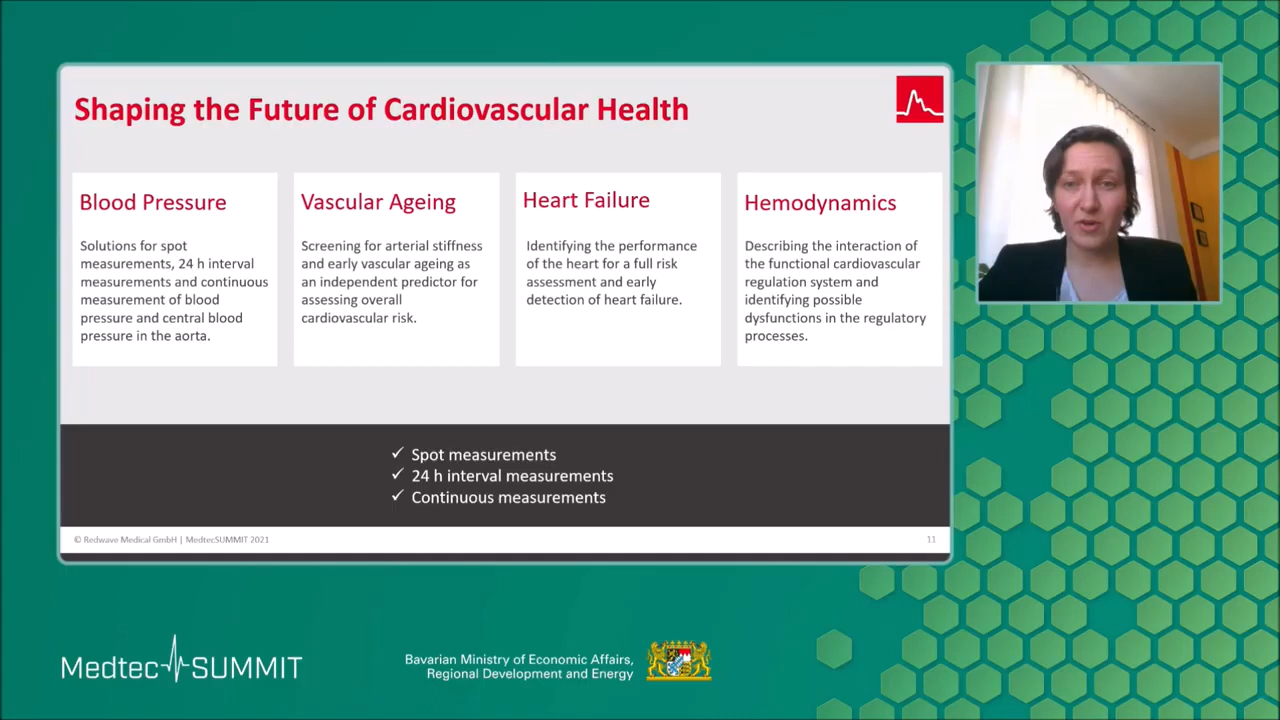 Shaping the Future of Cardiovascular Health
Blood Pressure
Solutions for spot
measurements, 24 h interval
measurements and continuous
measurement of blood
pressure and central blood
pressure in the aorta.
Vascular Ageing
Screening for arterial stiffness
and early vascular ageing as
an independent predictor for
assessing overall
cardiovascular risk.
Heart Failure
Identifying the performance
of the heart for a full risk
assessment and early
detection of heart failure.
Hemodynamics
Describing the interaction of
the functional cardiovascular
regulation system and
identifying possible
dysfunctions in the regulatory
processes.
✓ Spot measurements
✓ 24 h interval measurements
✓ Continuous measurements
© Redwave Medical GmbH | MedtecSUMMIT 2021
11
Medtec SUMMIT
Bavarian Ministry of Economic Affairs,
Regional Development and Energy